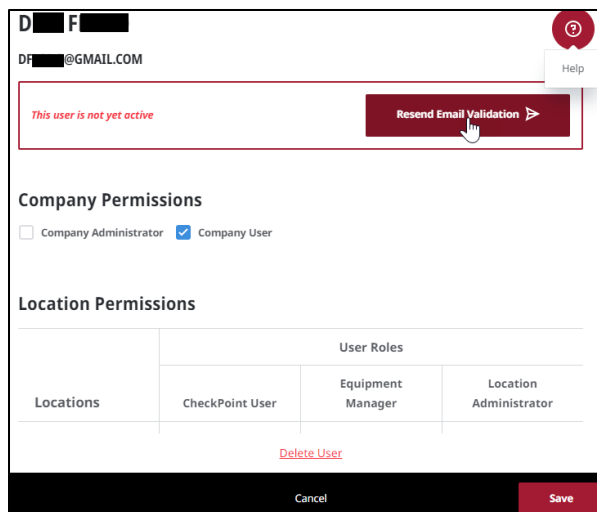 D F
DF @GMAIL.COM
Help
This user is not yet active
Resend Email Validation
Company Permissions
Company Administrator Company User
Location Permissions
User Roles
Locations
CheckPoint User
Equipment
Manager
Location
Administrator
Delete User
Cancel
Save